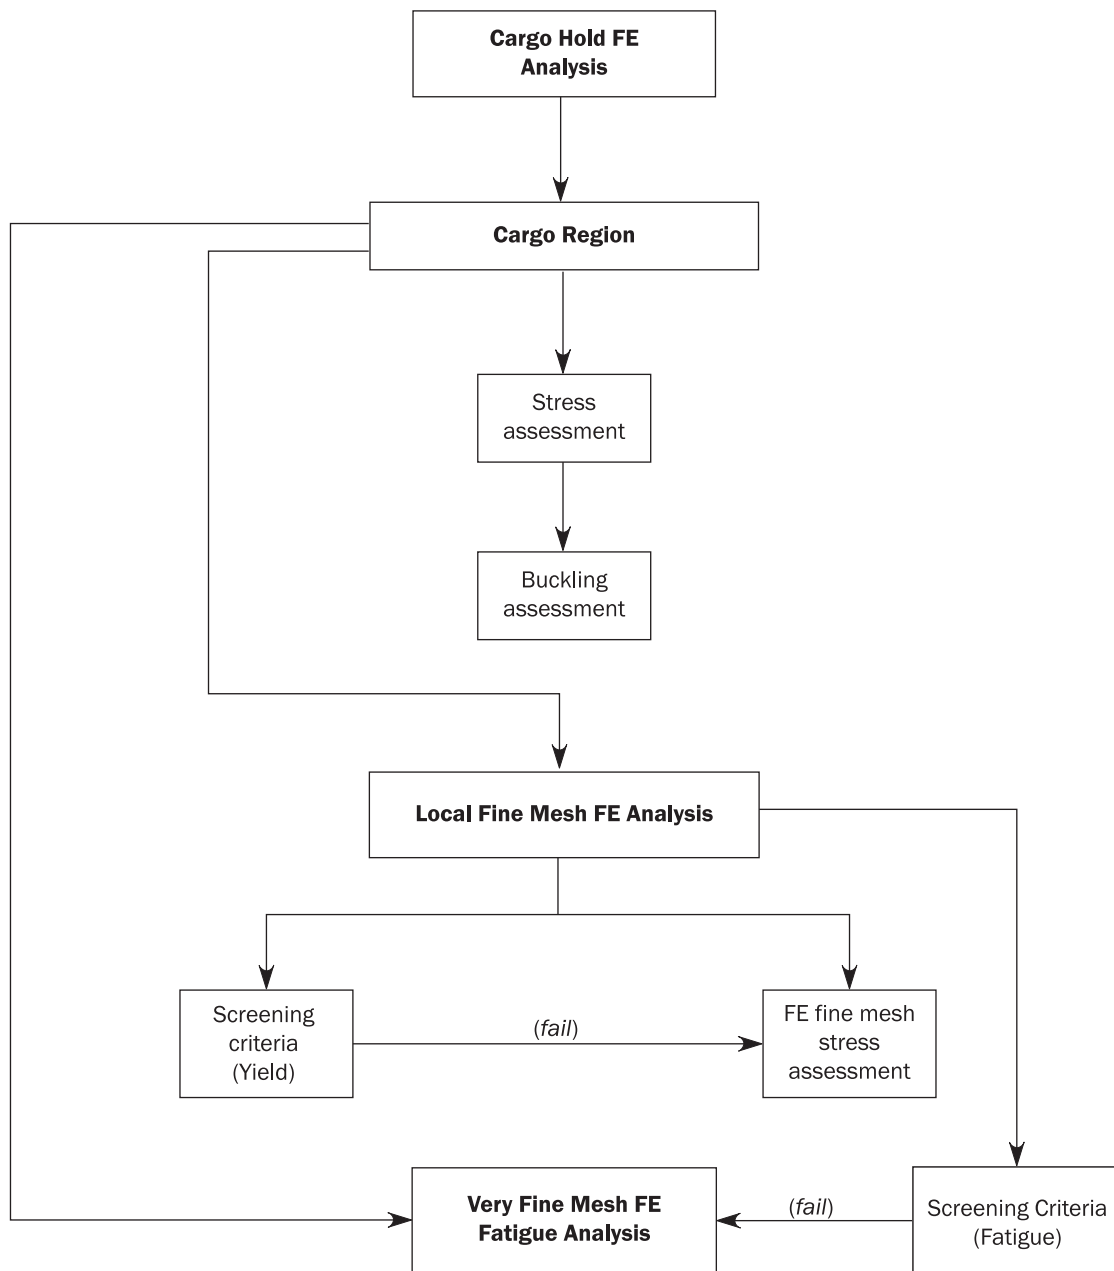 Cargo Hold FE
Analysis
Cargo Region
Stress
assessment
Buckling
assessment
Local Fine Mesh FE Analysis
Screening
criteria
(Yield)
(fail)
FE fine mesh
stress
assessment
Very Fine Mesh FE
Fatigue Analysis
(fail)
Screening Criteria
(Fatigue)